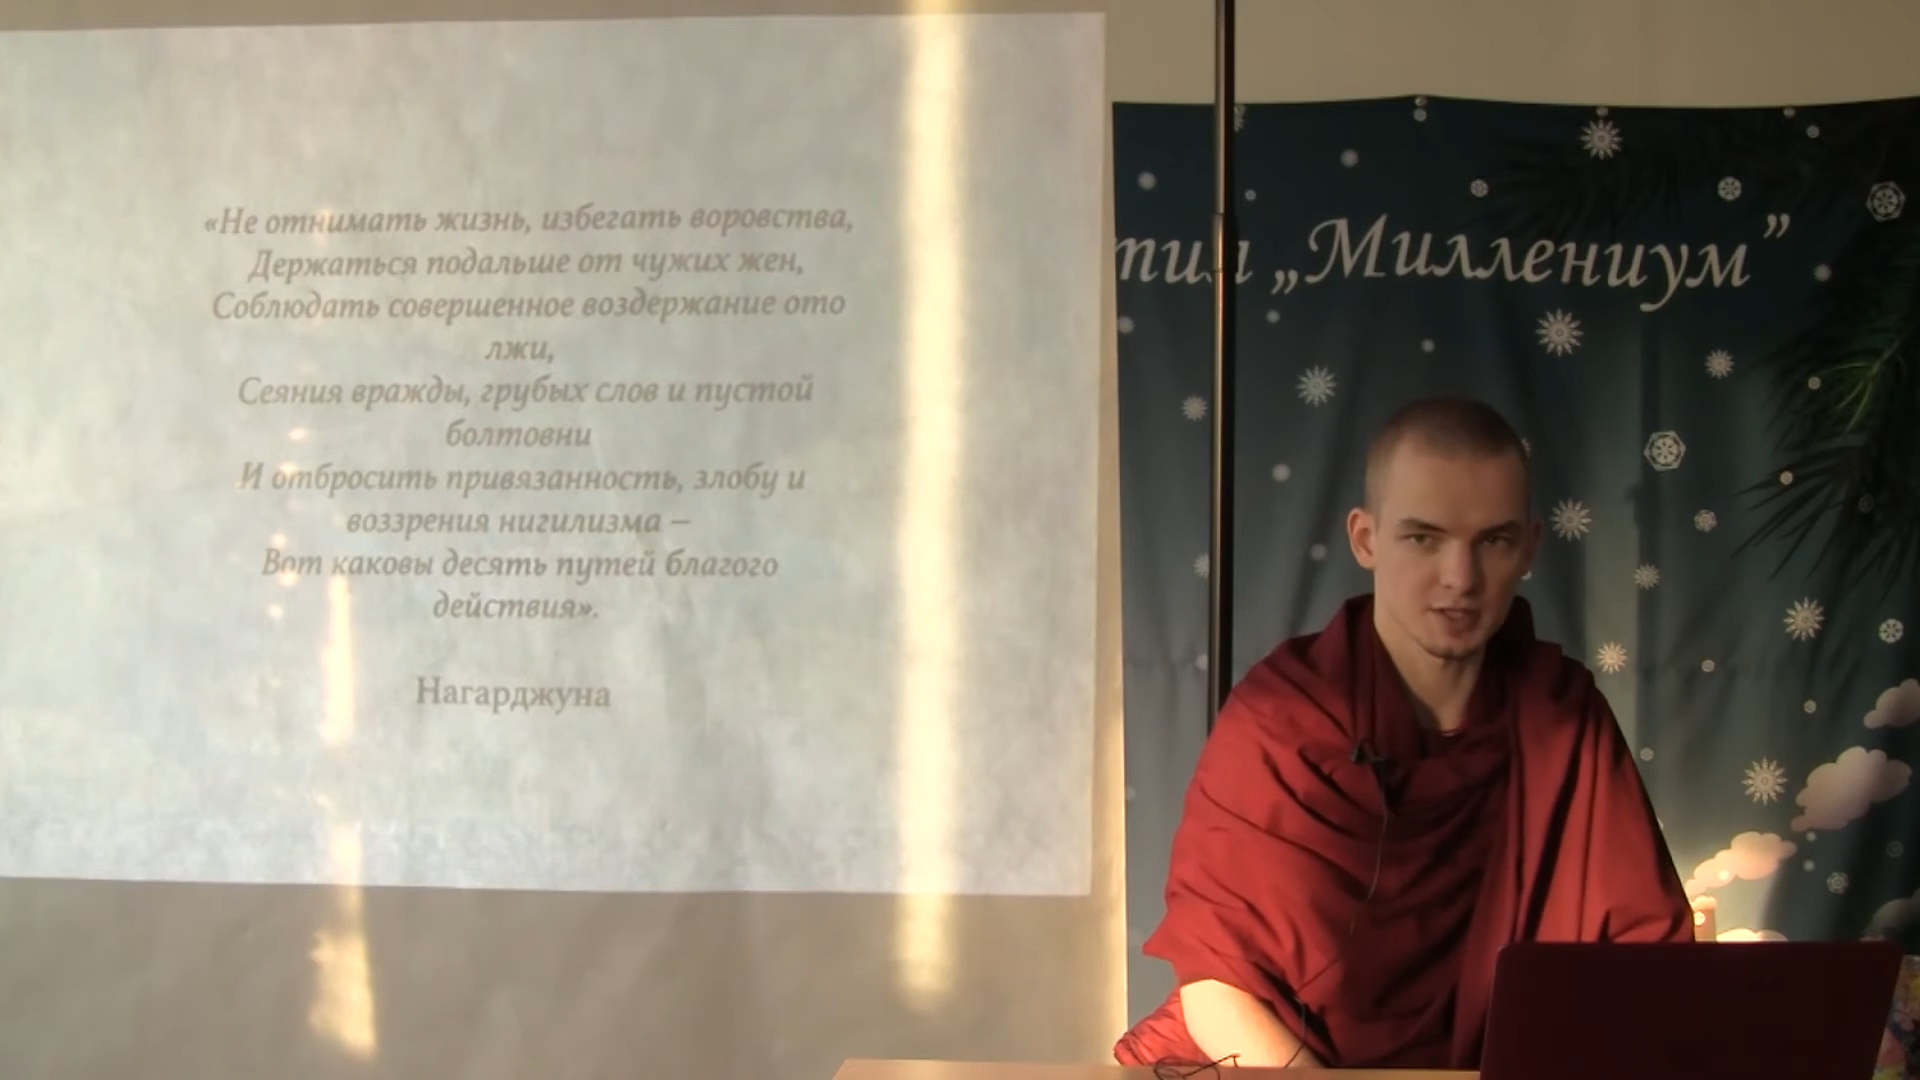 «Не отнимать жизнь, избегать воровства,
Держаться подальше от чужих жен,
Соблюдать совершенное воздержание ото
лжи,
Сеяния вражды, грубых слов и пустой
болтовни
И отбросить привязанность, злобу и
воззрения нигилизма –
Вот каковы десять путей благого
действия».
Нагарджуна
„Миллениум”